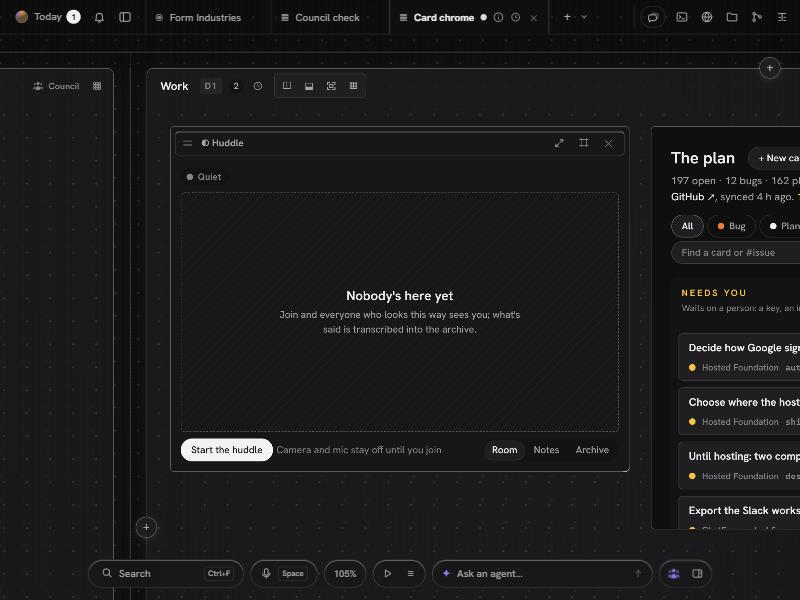 Today 1
Form Industries
Council check
Card chrome
Council
Work D1 2
Huddle
Quiet
Nobody's here yet
Join and everyone who looks this way sees you; what's
said is transcribed into the archive.
Start the huddle Camera and mic stay off until you join
Room Notes Archive
The plan + New ca
197 open · 12 bugs · 162 pl
GitHub ↗, synced 4 h ago.
All Bug Plan
Find a card or #issue
NEEDS YOU
Waits on a person: a key, an i
Decide how Google sig
Hosted Foundation aut
Choose where the host
Hosted Foundation shi
Until hosting: two comp
Hosted Foundation des
Export the Slack works
Search Ctrl+F
Space
105%
Ask an agent...